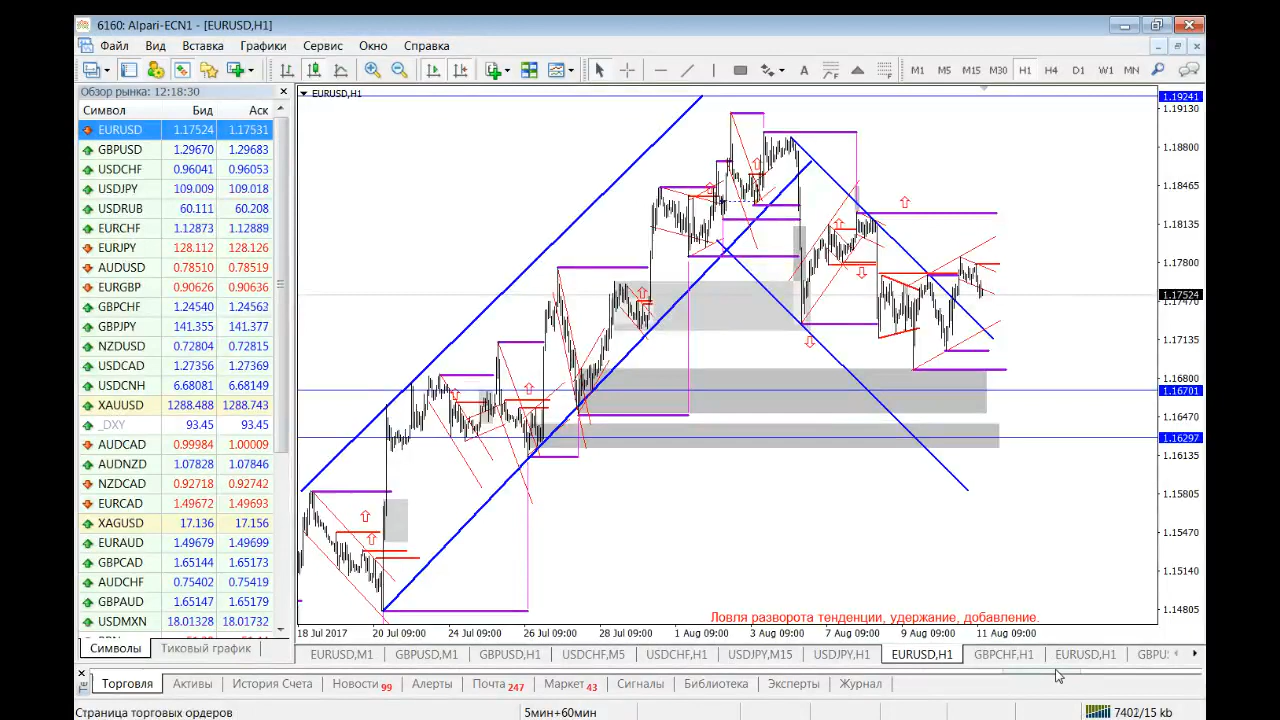 6160: Alpari-ECN1 - [EURUSD,H1]
Файл Вид Вставка Графики Сервис Окно Справка
M1 M5 M15 M30 H1 H4 D1 W1 MN
Обзор рынка: 12:18:30
Символ Бид Аск
EURUSD 1.17524 1.17531
GBPUSD 1.29670 1.29683
USDCHF 0.96041 0.96053
USDJPY 109.009 109.018
USDRUB 60.111 60.208
EURCHF 1.12873 1.12889
EURJPY 128.112 128.126
AUDUSD 0.78510 0.78519
EURGBP 0.90626 0.90636
GBPCHF 1.24540 1.24562
GBPJPY 141.355 141.377
NZDUSD 0.72804 0.72815
USDCAD 1.27356 1.27369
USDCNH 6.68081 6.68149
XAUUSD 1288.488 1288.743
_DXY 93.45 93.45
AUDCAD 0.99984 1.00009
AUDNZD 1.07828 1.07846
NZDCAD 0.92718 0.92742
EURCAD 1.49672 1.49693
XAGUSD 17.136 17.156
EURAUD 1.49679 1.49699
GBPCAD 1.65144 1.65173
AUDCHF 0.75402 0.75419
GBPAUD 1.65147 1.65179
USDMXN 18.01328 18.01732
Символы Тиковый график
EURUSD,H1
1.19241
1.19130
1.18800
1.18465
1.18135
1.17800
1.17524
1.17470
1.17135
1.16800
1.16701
1.16470
1.16297
1.16135
1.15805
1.15470
1.15140
1.14805
Ловля разворота тенденции, удержание, добавление.
18 Jul 2017 20 Jul 09:00 24 Jul 09:00 26 Jul 09:00 28 Jul 09:00 1 Aug 09:00 3 Aug 09:00 7 Aug 09:00 9 Aug 09:00 11 Aug 09:00
EURUSD,M1 GBPUSD,M1 GBPUSD,H1 USDCHF,M5 USDCHF,H1 USDJPY,M15 USDJPY,H1 EURUSD,H1 GBPCHF,H1 EURUSD,H1
Торговля Активы История Счета Новости 99 Алерты Почта 247 Маркет 43 Сигналы Библиотека Эксперты Журнал
Страница торговых ордеров 5мин+60мин 7402/15 kb